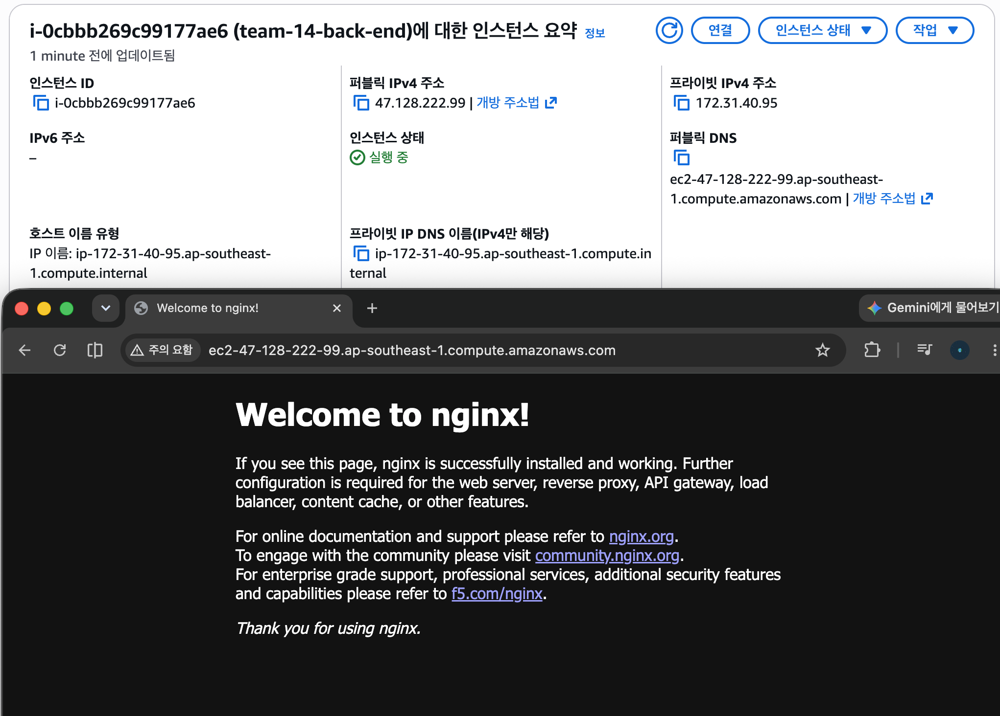 i-0cbbb269c99177ae6 (team-14-back-end)에 대한 인스턴스 요약 정보
연결
인스턴스 상태
작업
1 minute 전에 업데이트됨
인스턴스 ID
i-0cbbb269c99177ae6
퍼블릭 IPv4 주소
47.128.222.99 | 개방 주소법
프라이빗 IPv4 주소
172.31.40.95
IPv6 주소
–
인스턴스 상태
실행 중
퍼블릭 DNS
ec2-47-128-222-99.ap-southeast-
1.compute.amazonaws.com | 개방 주소법
호스트 이름 유형
IP 이름: ip-172-31-40-95.ap-southeast-
1.compute.internal
프라이빗 IP DNS 이름(IPv4만 해당)
ip-172-31-40-95.ap-southeast-1.compute.in
ternal
Welcome to nginx!
Gemini에게 물어보기
주의 요함
ec2-47-128-222-99.ap-southeast-1.compute.amazonaws.com
Welcome to nginx!
If you see this page, nginx is successfully installed and working. Further
configuration is required for the web server, reverse proxy, API gateway, load
balancer, content cache, or other features.
For online documentation and support please refer to nginx.org.
To engage with the community please visit community.nginx.org.
For enterprise grade support, professional services, additional security features
and capabilities please refer to f5.com/nginx.
Thank you for using nginx.